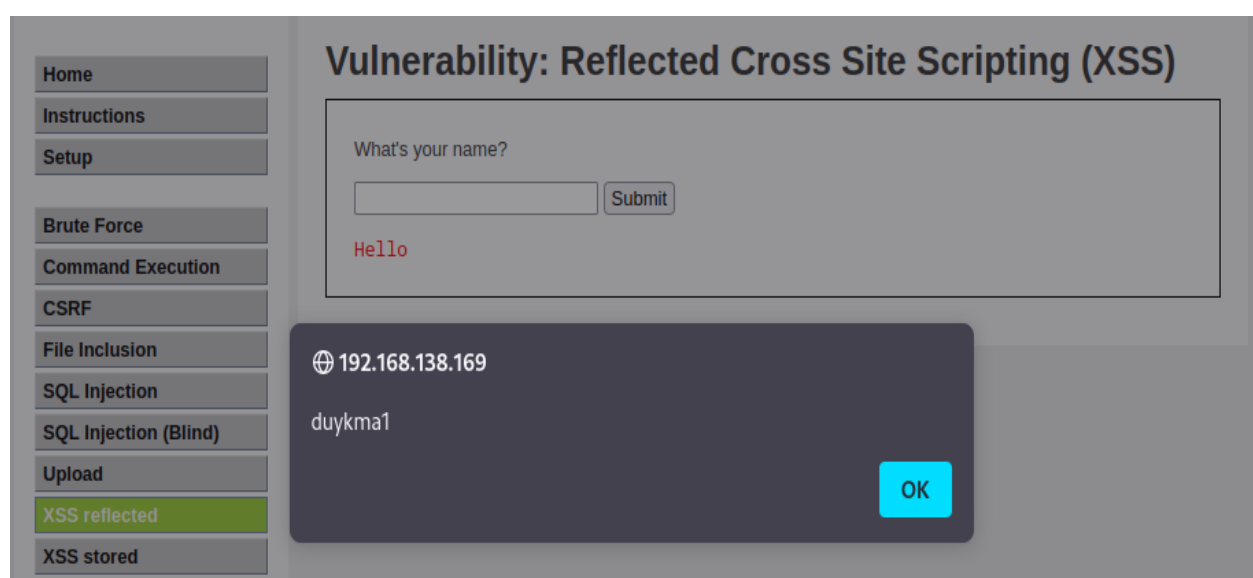 Home
Instructions
Setup
Brute Force
Command Execution
CSRF
File Inclusion
SQL Injection
SQL Injection (Blind)
Upload
XSS reflected
XSS stored
Vulnerability: Reflected Cross Site Scripting (XSS)
What's your name?
Submit
Hello
192.168.138.169
duykma1
OK